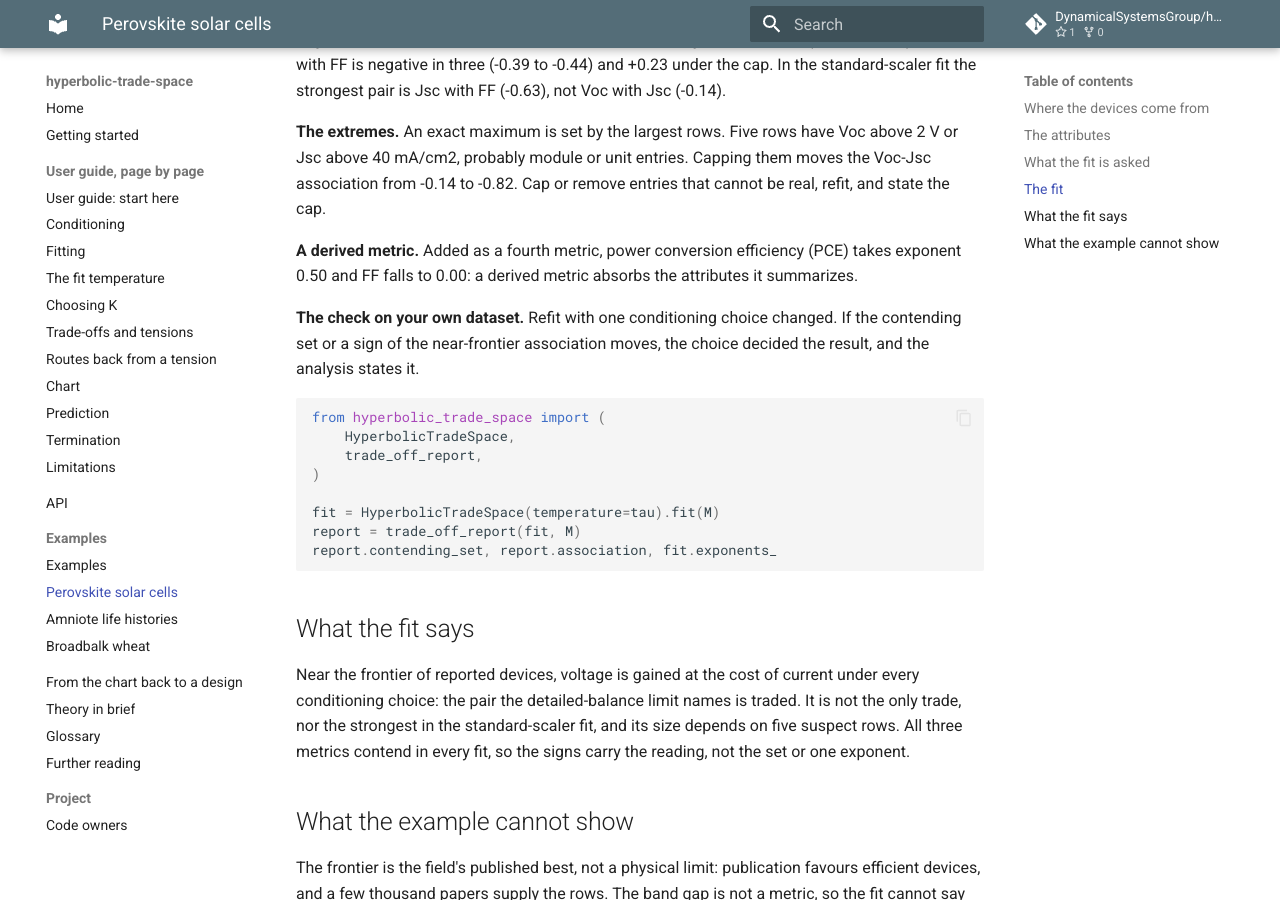 Perovskite solar cells
Search
DynamicalSystemsGroup/h…
1 0
hyperbolic-trade-space
Home
Getting started
User guide, page by page
User guide: start here
Conditioning
Fitting
The fit temperature
Choosing K
Trade-offs and tensions
Routes back from a tension
Chart
Prediction
Termination
Limitations
API
Examples
Examples
Perovskite solar cells
Amniote life histories
Broadbalk wheat
From the chart back to a design
Theory in brief
Glossary
Further reading
Project
Code owners
with FF is negative in three (-0.39 to -0.44) and +0.23 under the cap. In the standard-scaler fit the
strongest pair is Jsc with FF (-0.63), not Voc with Jsc (-0.14).
The extremes. An exact maximum is set by the largest rows. Five rows have Voc above 2 V or
Jsc above 40 mA/cm2, probably module or unit entries. Capping them moves the Voc-Jsc
association from -0.14 to -0.82. Cap or remove entries that cannot be real, refit, and state the
cap.
A derived metric. Added as a fourth metric, power conversion efficiency (PCE) takes exponent
0.50 and FF falls to 0.00: a derived metric absorbs the attributes it summarizes.
The check on your own dataset. Refit with one conditioning choice changed. If the contending
set or a sign of the near-frontier association moves, the choice decided the result, and the
analysis states it.
from hyperbolic_trade_space import (
    HyperbolicTradeSpace,
    trade_off_report,
)
fit = HyperbolicTradeSpace(temperature=tau).fit(M)
report = trade_off_report(fit, M)
report.contending_set, report.association, fit.exponents_
What the fit says
Near the frontier of reported devices, voltage is gained at the cost of current under every
conditioning choice: the pair the detailed-balance limit names is traded. It is not the only trade,
nor the strongest in the standard-scaler fit, and its size depends on five suspect rows. All three
metrics contend in every fit, so the signs carry the reading, not the set or one exponent.
What the example cannot show
The frontier is the field's published best, not a physical limit: publication favours efficient devices,
and a few thousand papers supply the rows. The band gap is not a metric, so the fit cannot say
Table of contents
Where the devices come from
The attributes
What the fit is asked
The fit
What the fit says
What the example cannot show